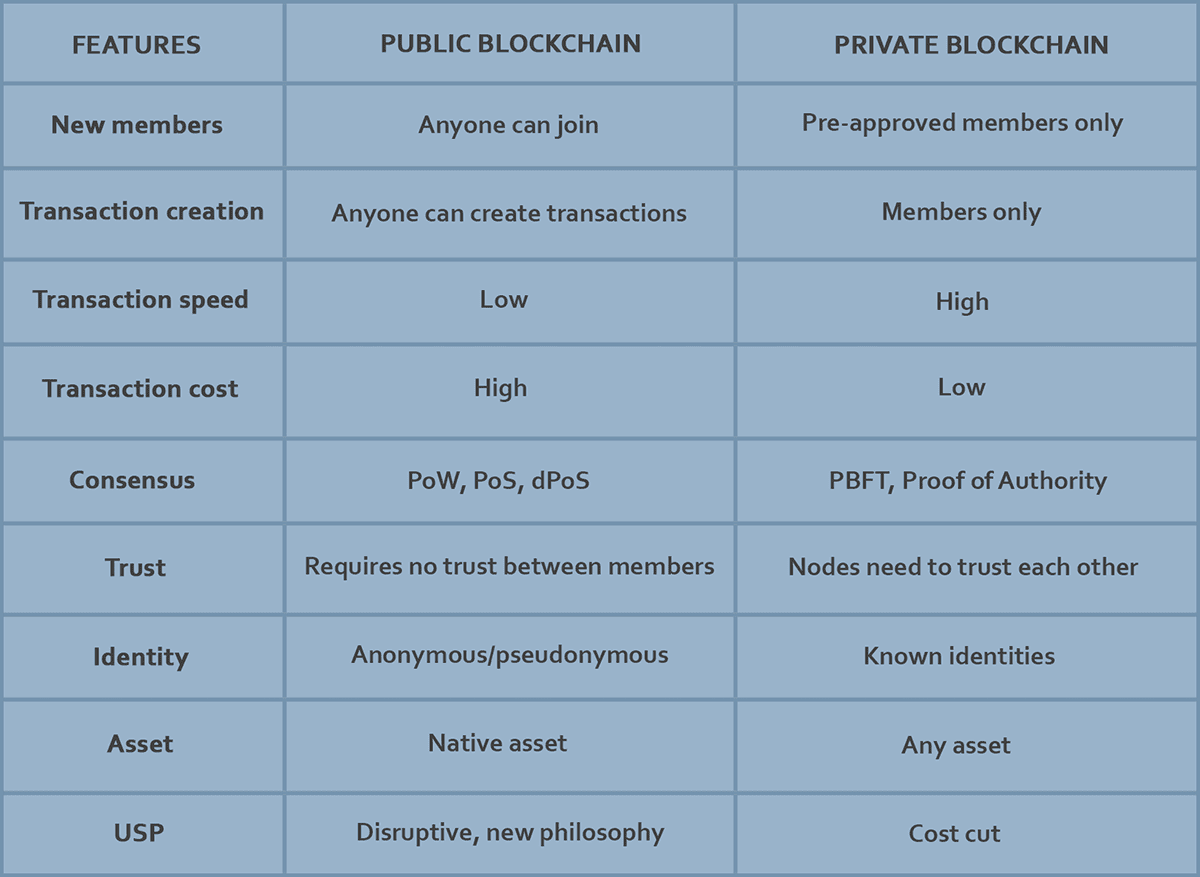 FEATURES
PUBLIC BLOCKCHAIN
PRIVATE BLOCKCHAIN
New members
Anyone can join
Pre-approved members only
Transaction creation
Anyone can create transactions
Members only
Transaction speed
Low
High
Transaction cost
High
Low
Consensus
PoW, PoS, dPoS
PBFT, Proof of Authority
Trust
Requires no trust between members
Nodes need to trust each other
Identity
Anonymous/pseudonymous
Known identities
Asset
Native asset
Any asset
USP
Disruptive, new philosophy
Cost cut